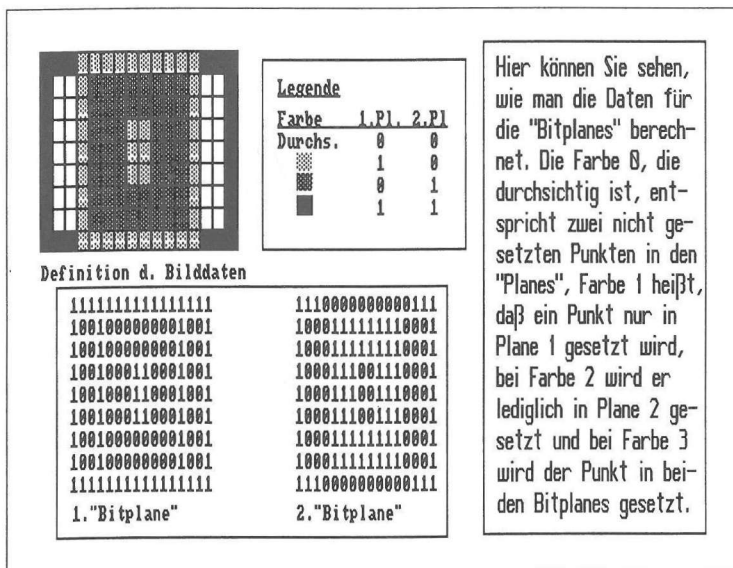 Legende
Farbe 1.Pl. 2.Pl
Durchs. 0 0
1 0
0 1
1 1
Definition d. Bilddaten
1111111111111111 1110000000000111
1001000000001001 1000111111110001
1001000000001001 1000111111110001
1001000110001001 1000111001110001
1001000110001001 1000111001110001
1001000110001001 1000111001110001
1001000000001001 1000111111110001
1001000000001001 1000111111110001
1111111111111111 1110000000000111
1."Bitplane" 2."Bitplane"
Hier können Sie sehen,
wie man die Daten für
die "Bitplanes" berech-
net. Die Farbe 0, die
durchsichtig ist, ent-
spricht zwei nicht ge-
setzten Punkten in den
"Planes", Farbe 1 heißt,
daß ein Punkt nur in
Plane 1 gesetzt wird,
bei Farbe 2 wird er
lediglich in Plane 2 ge-
setzt und bei Farbe 3
wird der Punkt in bei-
den Bitplanes gesetzt.